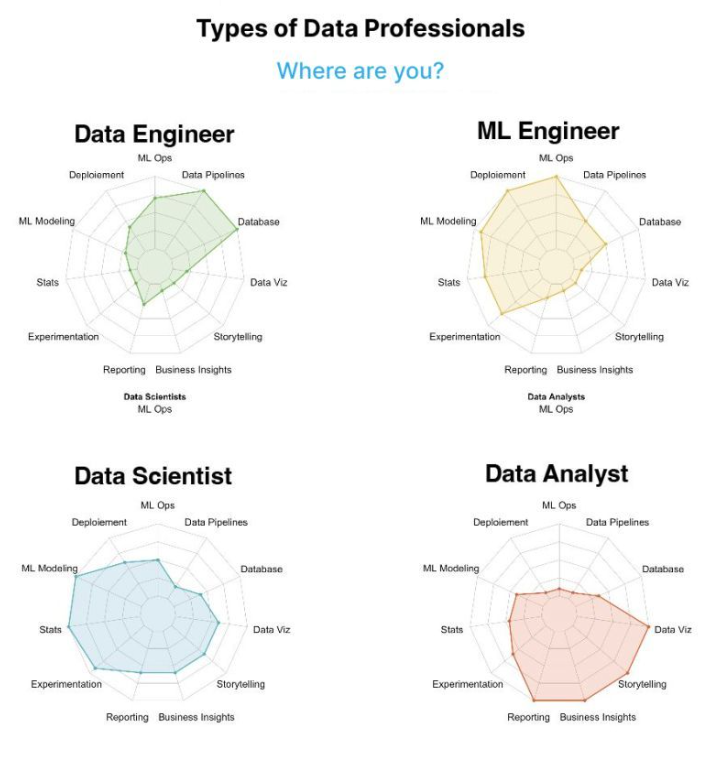 Types of Data Professionals
Where are you?
Data Engineer
ML Ops
Deploiement
Data Pipelines
ML Modeling
Database
Stats
Data Viz
Experimentation
Storytelling
Reporting
Business Insights
Data Scientists
ML Ops
ML Engineer
ML Ops
Deploiement
Data Pipelines
ML Modeling
Database
Stats
Data Viz
Experimentation
Storytelling
Reporting
Business Insights
Data Analysts
ML Ops
Data Scientist
ML Ops
Deploiement
Data Pipelines
ML Modeling
Database
Stats
Data Viz
Experimentation
Storytelling
Reporting
Business Insights
Data Analyst
ML Ops
Deploiement
Data Pipelines
ML Modeling
Database
Stats
Data Viz
Experimentation
Storytelling
Reporting
Business Insights